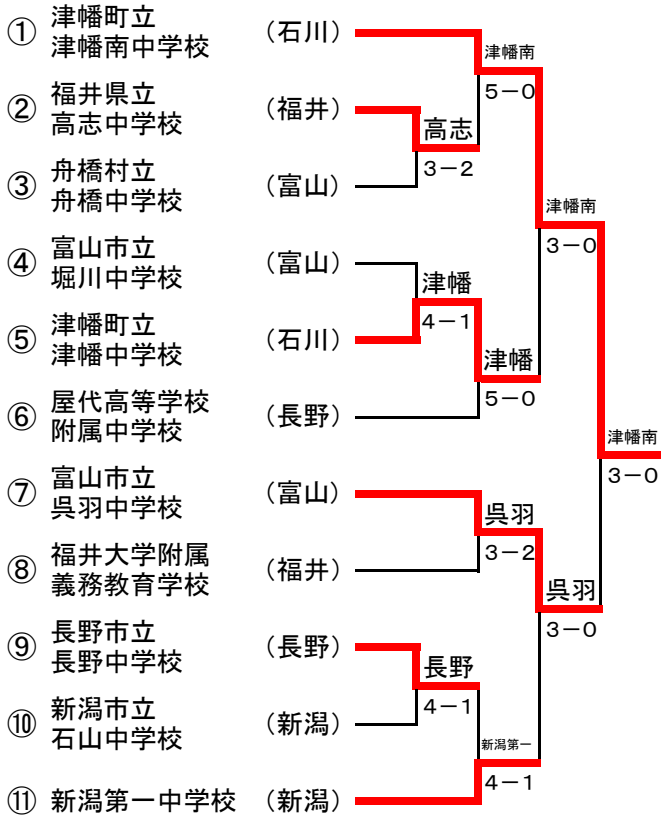 ① 津幡町立
津幡南中学校 (石川)
津幡南
5-0
② 福井県立
高志中学校 (福井)
高志
3-2
③ 舟橋村立
舟橋中学校 (富山)
津幡南
3-0
④ 富山市立
堀川中学校 (富山)
津幡
4-1
⑤ 津幡町立
津幡中学校 (石川)
津幡
5-0
⑥ 屋代高等学校
附属中学校 (長野)
津幡南
3-0
⑦ 富山市立
呉羽中学校 (富山)
呉羽
3-2
⑧ 福井大学附属
義務教育学校 (福井)
呉羽
3-0
⑨ 長野市立
長野中学校 (長野)
長野
4-1
⑩ 新潟市立
石山中学校 (新潟)
新潟第一
4-1
⑪ 新潟第一中学校 (新潟)